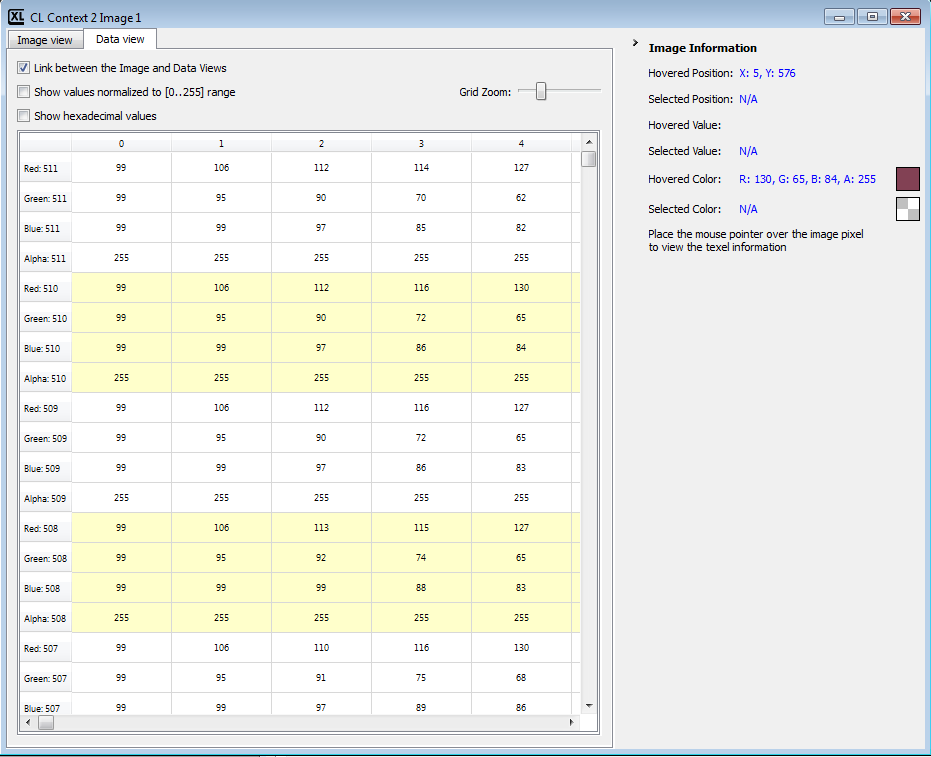 XL CL Context 2 Image 1
Image view Data view
Link between the Image and Data Views
Show values normalized to [0..255] range
Grid Zoom:
Show hexadecimal values
0 1 2 3 4
Red: 511 99 106 112 114 127
Green: 511 99 95 90 70 62
Blue: 511 99 99 97 85 82
Alpha: 511 255 255 255 255 255
Red: 510 99 106 112 116 130
Green: 510 99 95 90 72 65
Blue: 510 99 99 97 86 84
Alpha: 510 255 255 255 255 255
Red: 509 99 106 112 116 127
Green: 509 99 95 90 72 65
Blue: 509 99 99 97 86 83
Alpha: 509 255 255 255 255 255
Red: 508 99 106 113 115 127
Green: 508 99 95 92 74 65
Blue: 508 99 99 99 88 83
Alpha: 508 255 255 255 255 255
Red: 507 99 106 110 116 130
Green: 507 99 95 91 75 68
Blue: 507 99 99 97 89 86
Image Information
Hovered Position: X: 5, Y: 576
Selected Position: N/A
Hovered Value:
Selected Value: N/A
Hovered Color: R: 130, G: 65, B: 84, A: 255
Selected Color: N/A
Place the mouse pointer over the image pixel
to view the texel information